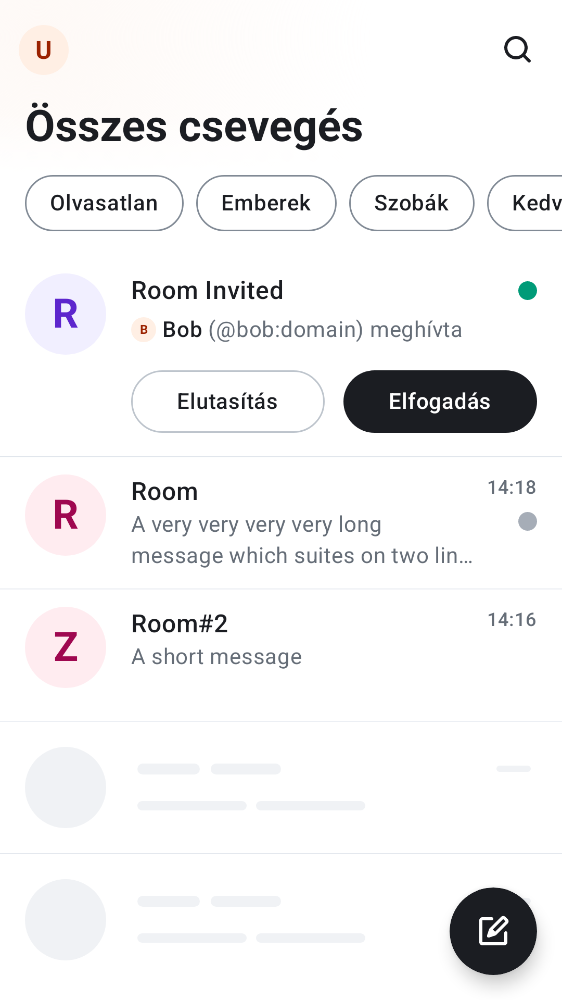 U
Összes csevegés
Olvasatlan Emberek Szobák Kedv
R
Room Invited
B Bob (@bob:domain) meghívta
Elutasítás Elfogadás
R
Room 14:18
A very very very very long
message which suites on two lin...
Z
Room#2 14:16
A short message